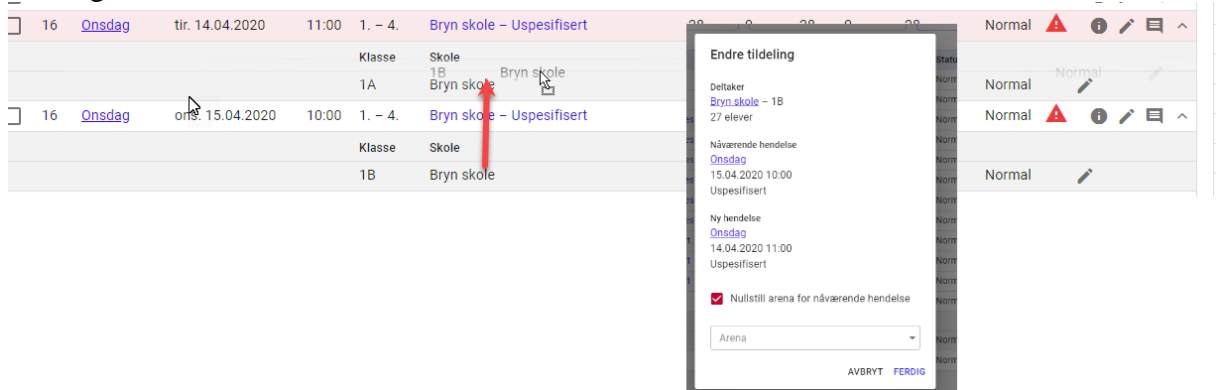 16 Onsdag tir. 14.04.2020 11:00 1. – 4. Bryn skole – Uspesifisert Normal
Klasse Skole
1B Bryn skole Normal
1A Bryn skole Normal
16 Onsdag ons. 15.04.2020 10:00 1. – 4. Bryn skole – Uspesifisert Normal
Klasse Skole
1B Bryn skole Normal
Endre tildeling
Deltaker
Bryn skole – 1B
27 elever
Nåværende hendelse
Onsdag
15.04.2020 10:00
Uspesifisert
Ny hendelse
Onsdag
14.04.2020 11:00
Uspesifisert
Nullstill arena for nåværende hendelse
Arena
AVBRYT FERDIG